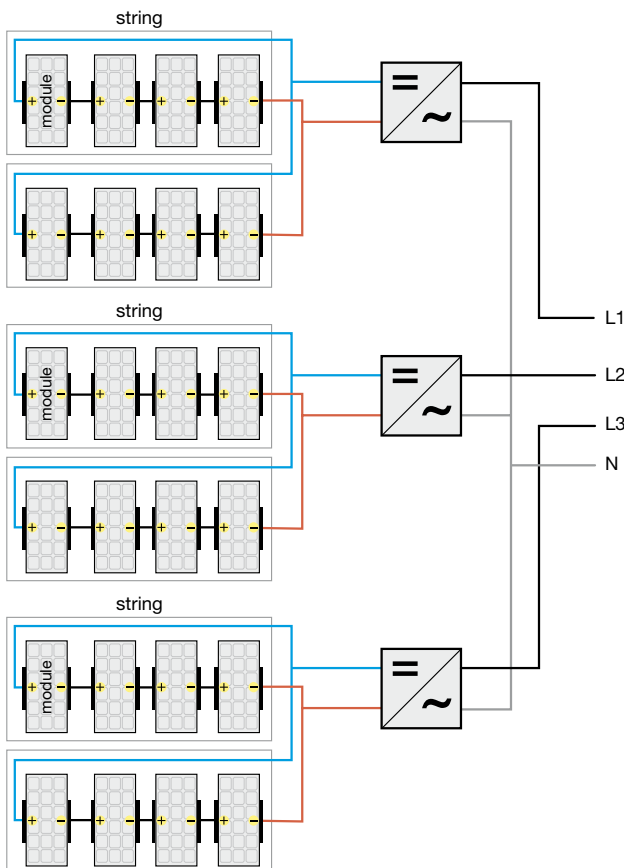 string
module
+ − + − + − + −
+ − + − + − + −
= ~
L1
string
module
+ − + − + − + −
+ − + − + − + −
= ~
L2
L3
N
string
module
+ − + − + − + −
+ − + − + − + −
= ~